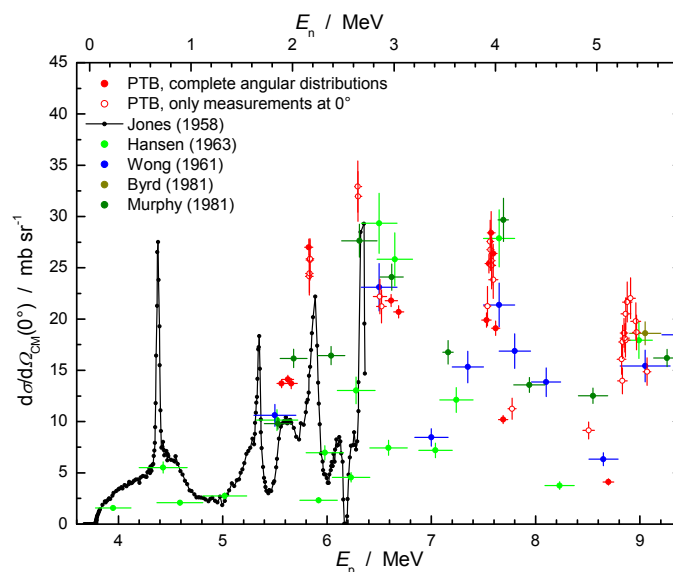 E_n / MeV
0 1 2 3 4 5
dσ/dΩ_CM(0°) / mb sr⁻¹
45
40
35
30
25
20
15
10
5
0
PTB, complete angular distributions
PTB, only measurements at 0°
Jones (1958)
Hansen (1963)
Wong (1961)
Byrd (1981)
Murphy (1981)
4 5 6 7 8 9
E_n / MeV